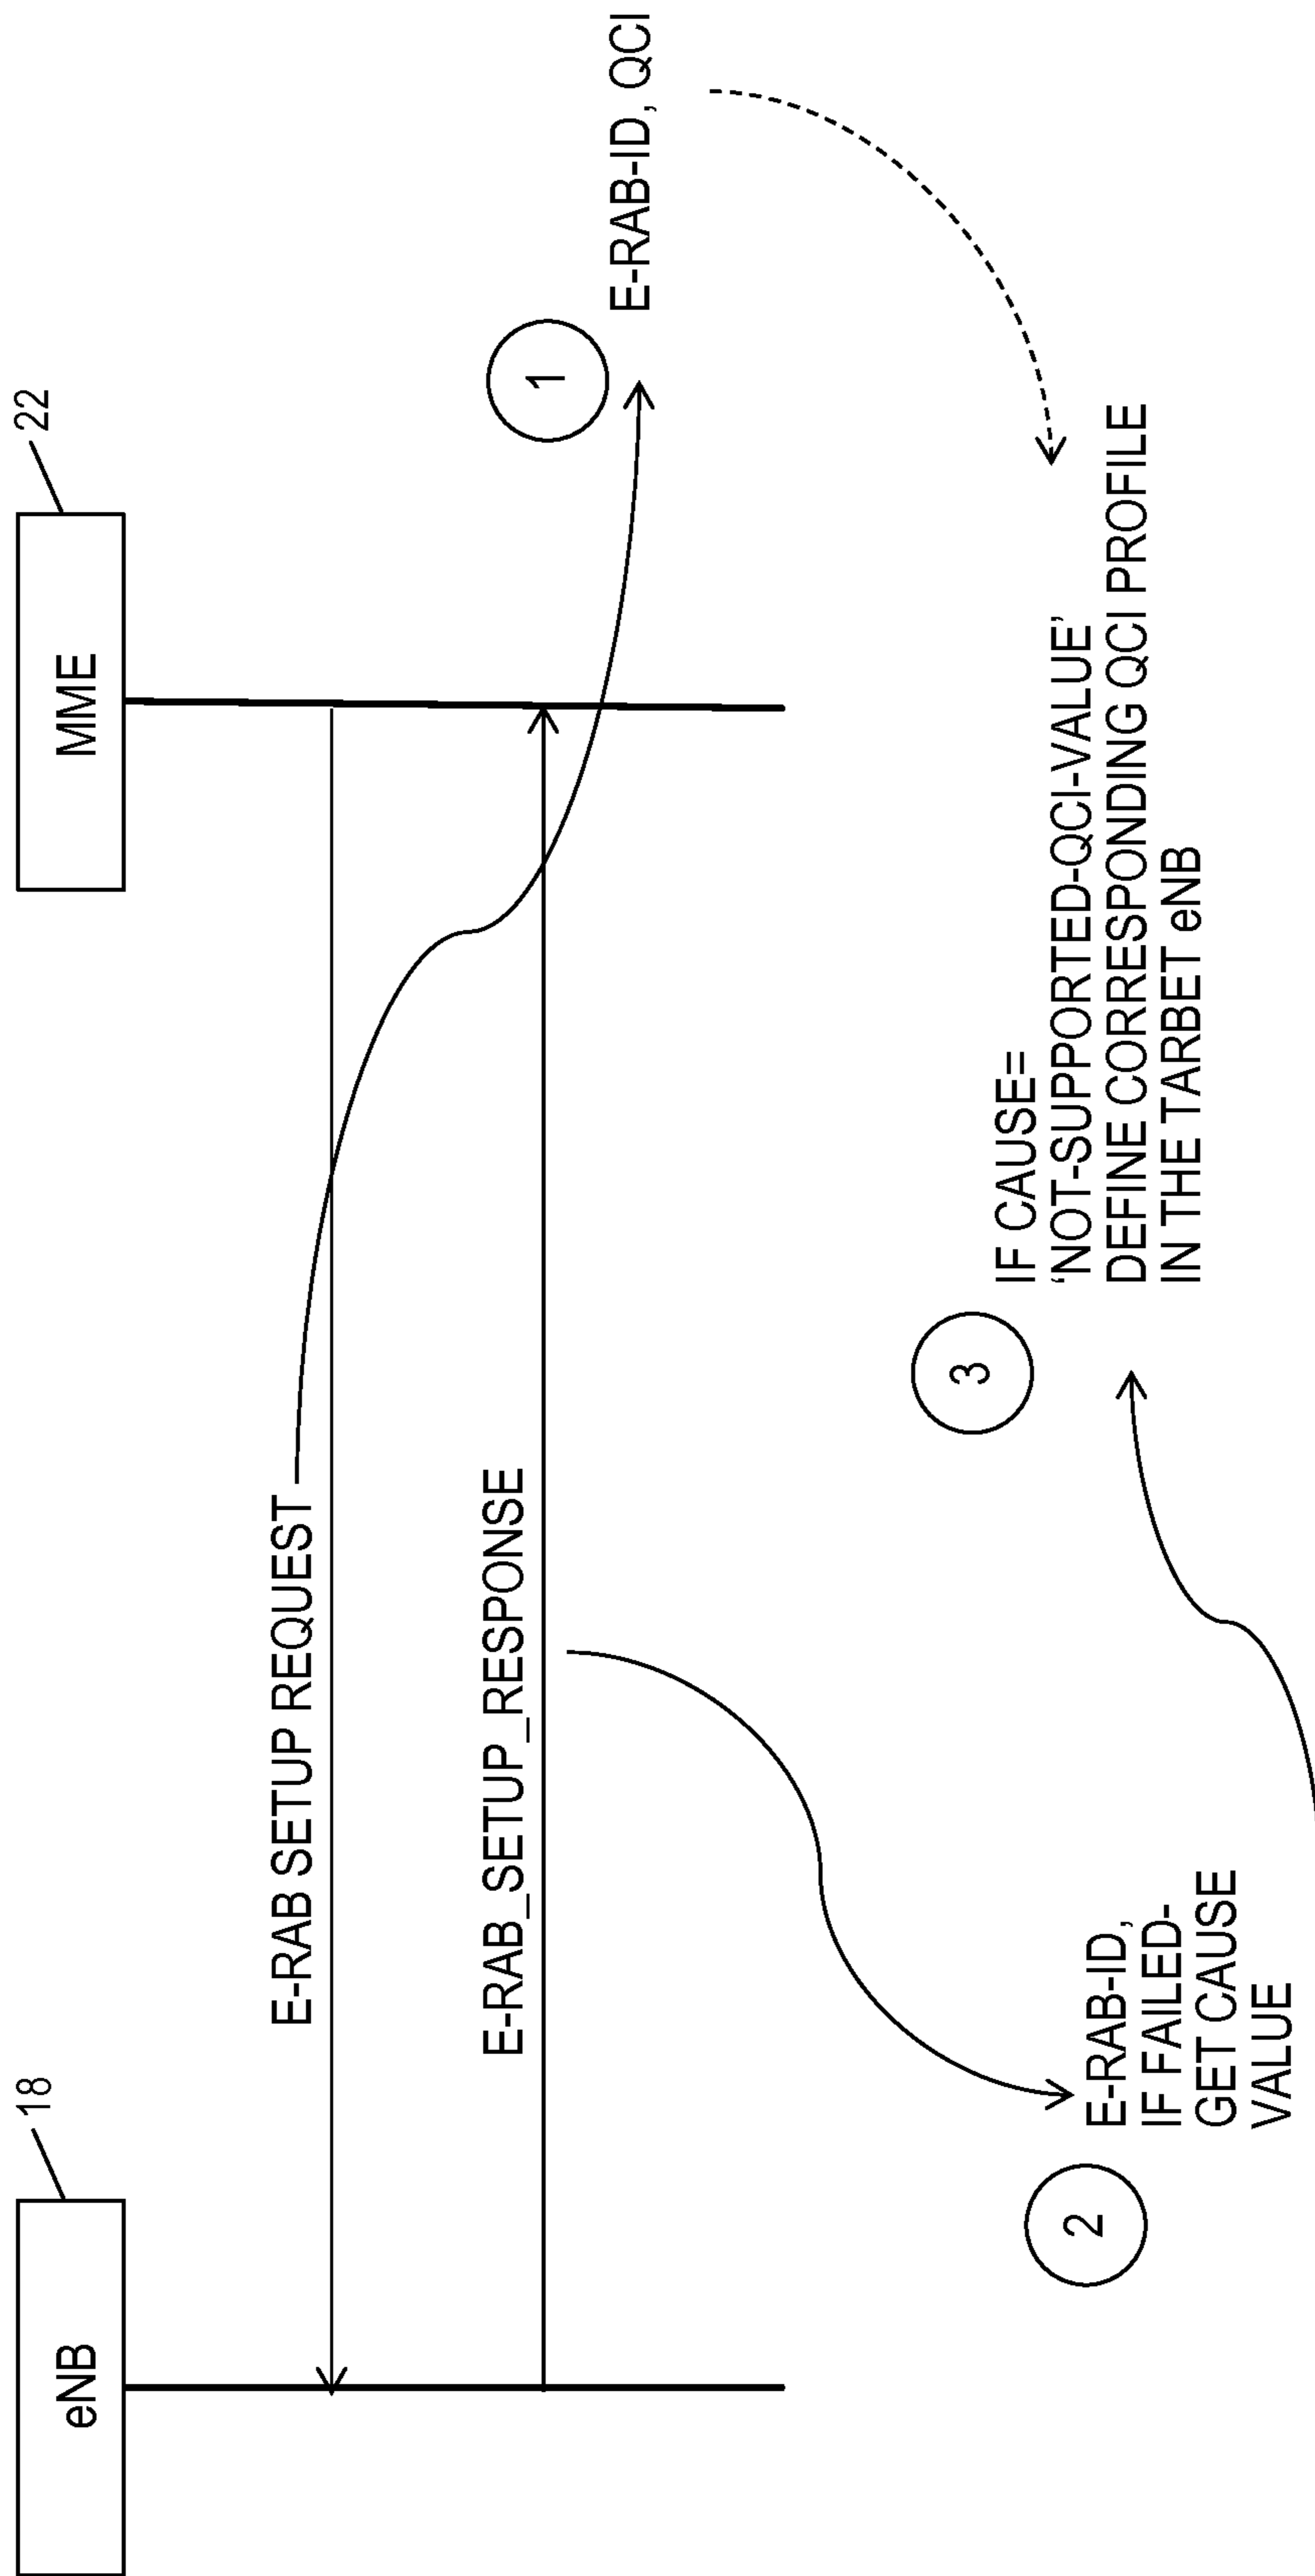 eNB
18
MME
22
E-RAB SETUP REQUEST
E-RAB_SETUP_RESPONSE
1
E-RAB-ID, QCI
2
E-RAB-ID,
IF FAILED-
GET CAUSE
VALUE
3
IF CAUSE=
'NOT-SUPPORTED-QCI-VALUE'
DEFINE CORRESPONDING QCI PROFILE
IN THE TARBET eNB